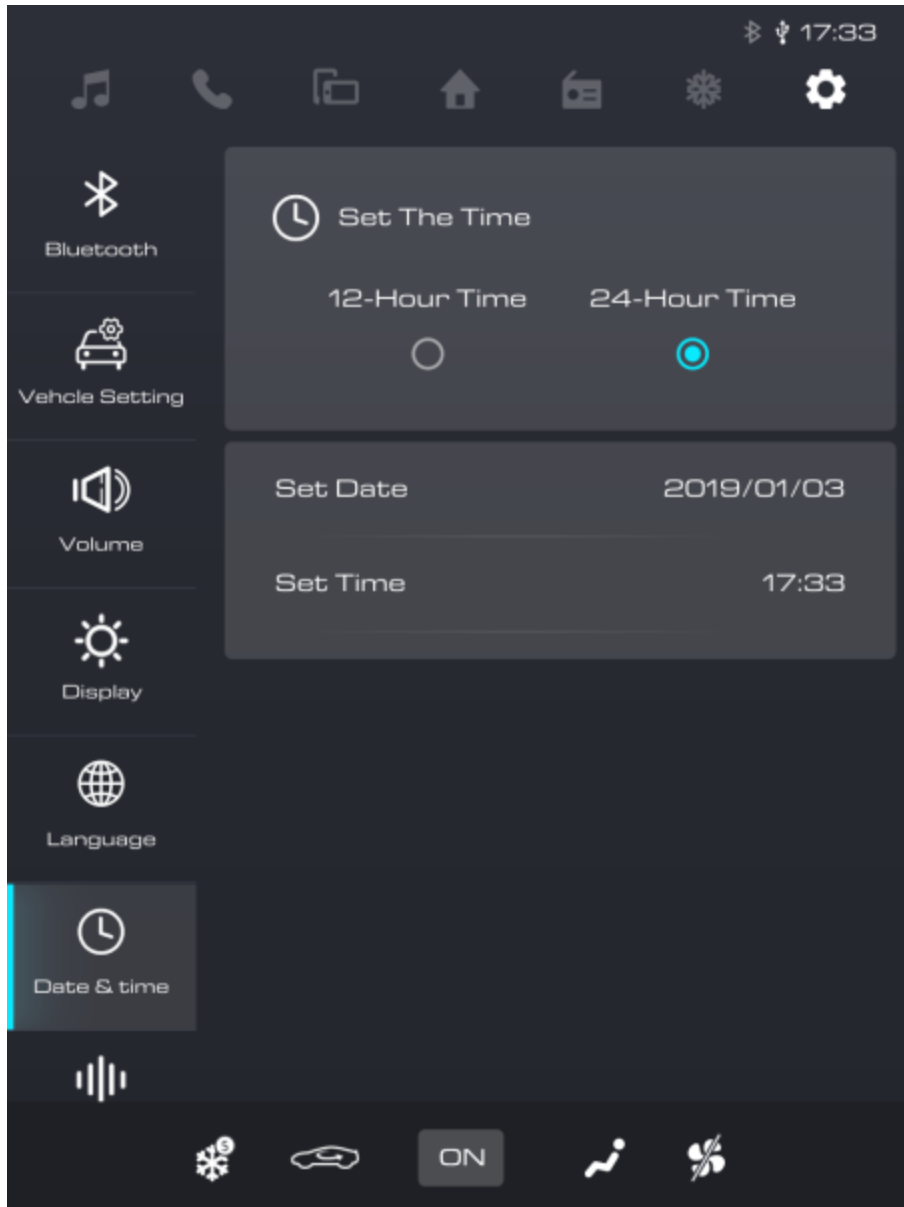 17:33
Bluetooth
Set The Time
12-Hour Time 24-Hour Time
Vehcle Setting
Volume
Set Date 2019/01/03
Set Time 17:33
Display
Language
Date & time
S
ON